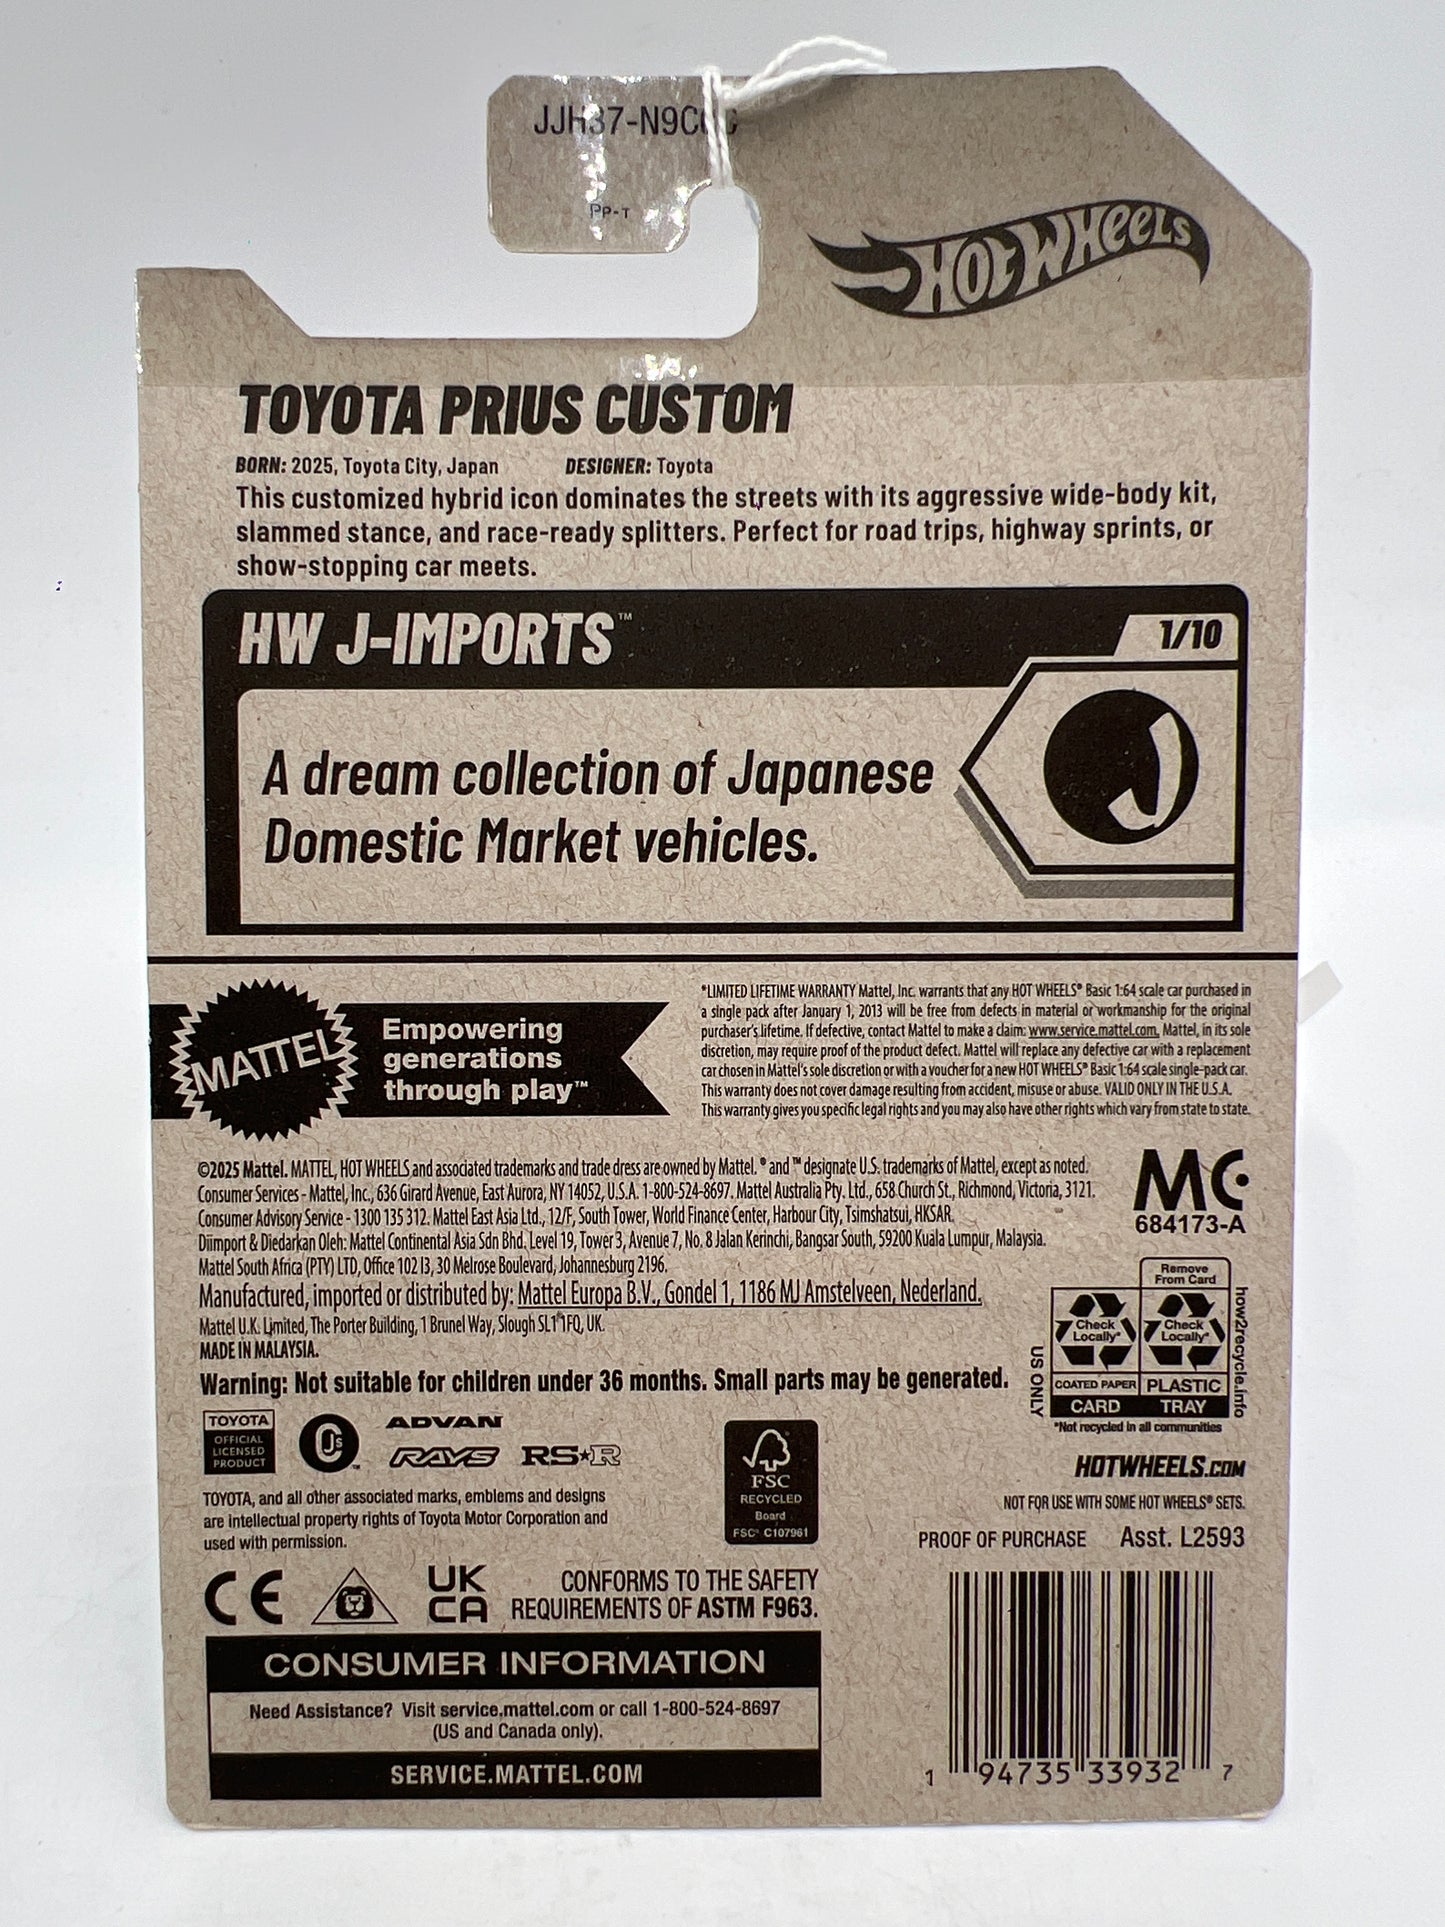 JJH37-N9C
PP-T
HOT WHEELS
TOYOTA PRIUS CUSTOM
BORN: 2025, Toyota City, Japan DESIGNER: Toyota
This customized hybrid icon dominates the streets with its aggressive wide-body kit,
slammed stance, and race-ready splitters. Perfect for road trips, highway sprints, or
show-stopping car meets.
HW J-IMPORTS™
1/10
A dream collection of Japanese
Domestic Market vehicles.
J
MATTEL
Empowering
generations
through play™
*LIMITED LIFETIME WARRANTY Mattel, Inc. warrants that any HOT WHEELS® Basic 1:64 scale car purchased in
a single pack after January 1, 2013 will be free from defects in material or workmanship for the original
purchaser's lifetime. If defective, contact Mattel to make a claim: www.service.mattel.com. Mattel, in its sole
discretion, may require proof of the product defect. Mattel will replace any defective car with a replacement
car chosen in Mattel's sole discretion or with a voucher for a new HOT WHEELS® Basic 1:64 scale single-pack car.
This warranty does not cover damage resulting from accident, misuse or abuse. VALID ONLY IN THE U.S.A.
This warranty gives you specific legal rights and you may also have other rights which vary from state to state.
©2025 Mattel. MATTEL, HOT WHEELS and associated trademarks and trade dress are owned by Mattel. ® and ™ designate U.S. trademarks of Mattel, except as noted.
Consumer Services - Mattel, Inc., 636 Girard Avenue, East Aurora, NY 14052, U.S.A. 1-800-524-8697. Mattel Australia Pty. Ltd., 658 Church St., Richmond, Victoria, 3121.
Consumer Advisory Service - 1300 135 312. Mattel East Asia Ltd., 12/F, South Tower, World Finance Center, Harbour City, Tsimshatsui, HKSAR.
Diimport & Diedarkan Oleh: Mattel Continental Asia Sdn Bhd. Level 19, Tower 3, Avenue 7, No. 8 Jalan Kerinchi, Bangsar South, 59200 Kuala Lumpur, Malaysia.
Mattel South Africa (PTY) LTD, Office 102 I3, 30 Melrose Boulevard, Johannesburg 2196.
Manufactured, imported or distributed by: Mattel Europa B.V., Gondel 1, 1186 MJ Amstelveen, Nederland.
Mattel U.K. Limited, The Porter Building, 1 Brunel Way, Slough SL1 1FQ, UK.
MADE IN MALAYSIA.
Warning: Not suitable for children under 36 months. Small parts may be generated.
MC
684173-A
Remove
From Card
Check
Locally*
Check
Locally*
COATED PAPER
PLASTIC
CARD
TRAY
US ONLY
how2recycle.info
*Not recycled in all communities
TOYOTA
OFFICIAL
LICENSED
PRODUCT
CJs
ADVAN
RAYS RS★R
TOYOTA, and all other associated marks, emblems and designs
are intellectual property rights of Toyota Motor Corporation and
used with permission.
FSC
RECYCLED
Board
FSC® C107961
HOTWHEELS.COM
NOT FOR USE WITH SOME HOT WHEELS® SETS.
PROOF OF PURCHASE Asst. L2593
CE
UK
CA
CONFORMS TO THE SAFETY
REQUIREMENTS OF ASTM F963.
CONSUMER INFORMATION
Need Assistance? Visit service.mattel.com or call 1-800-524-8697
(US and Canada only).
SERVICE.MATTEL.COM
1 94735 33932 7